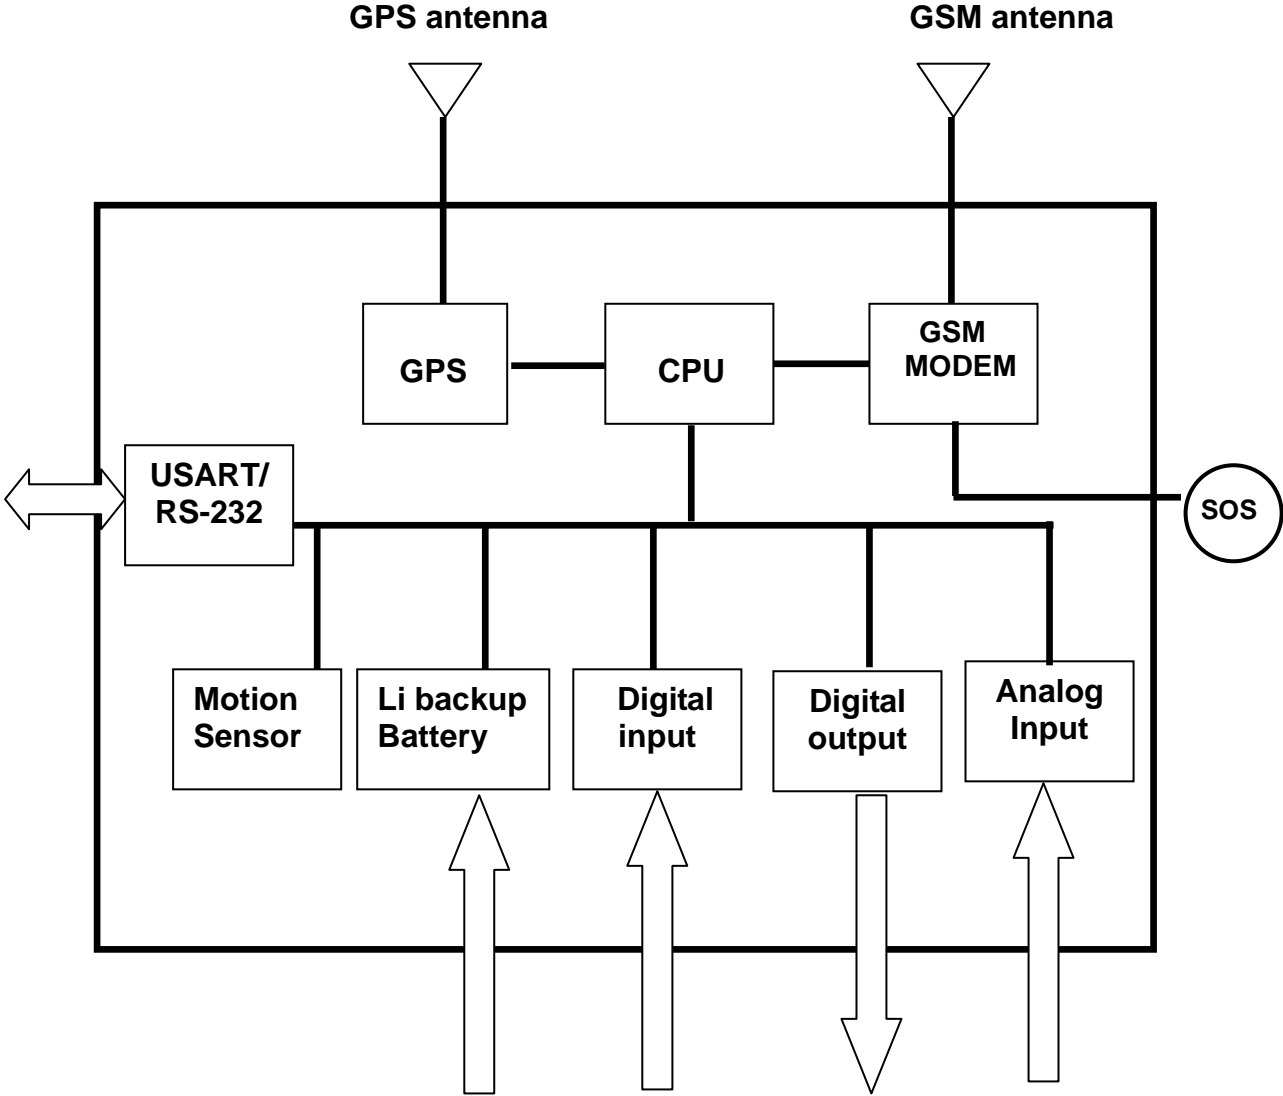 GPS antenna
GSM antenna
GPS
CPU
GSM
MODEM
USART/
RS-232
SOS
Motion
Sensor
Li backup
Battery
Digital
input
Digital
output
Analog
Input